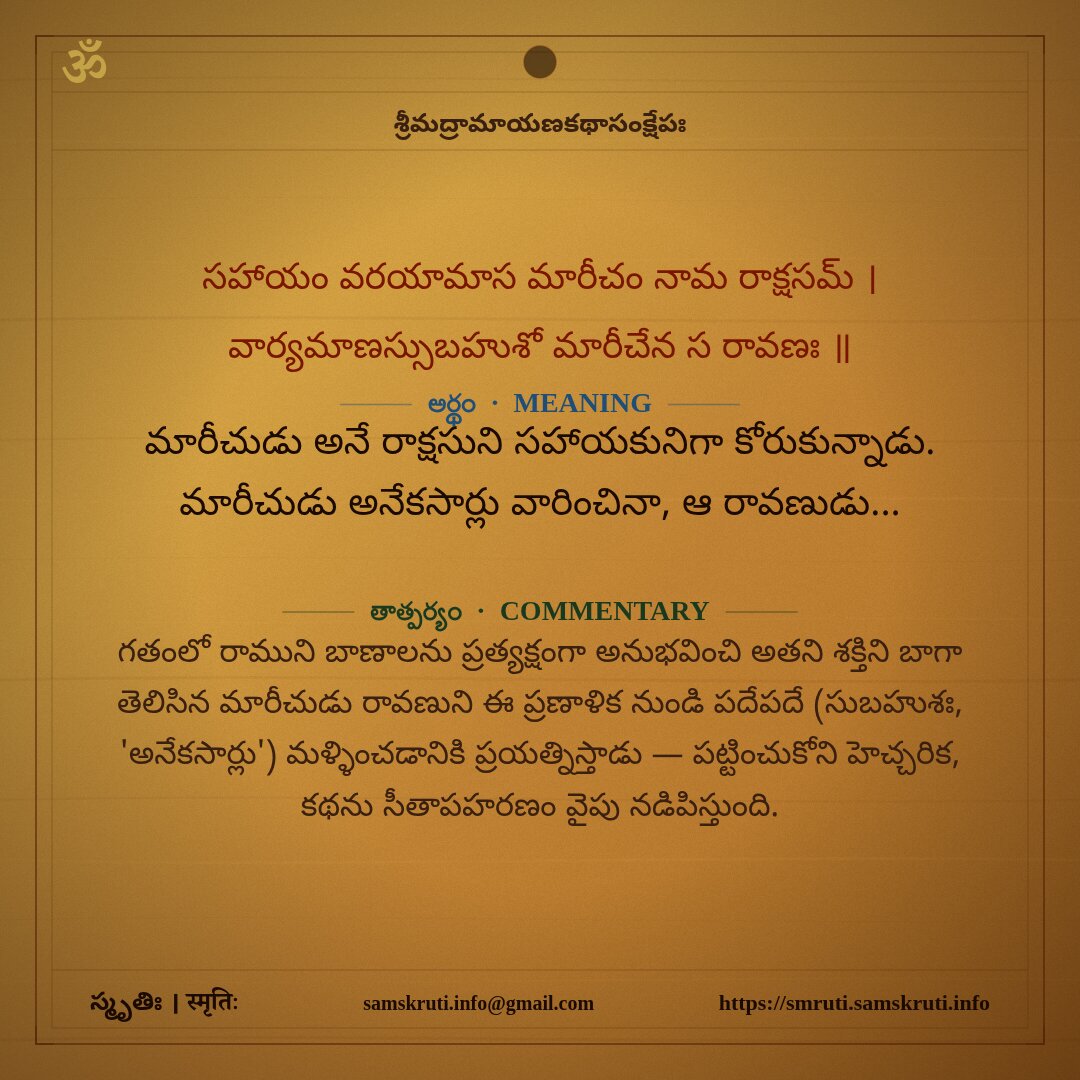 ॐ
శ్రీమద్రామాయణకథాసంక్షేపః
సహాయం వరయామాస మారీచం నామ రాక్షసమ్ ।
వార్యమాణస్సుబహుశో మారీచేన స రావణః ॥
అర్థం · MEANING
మారీచుడు అనే రాక్షసుని సహాయకునిగా కోరుకున్నాడు.
మారీచుడు అనేకసార్లు వారించినా, ఆ రావణుడు...
తాత్పర్యం · COMMENTARY
గతంలో రాముని బాణాలను ప్రత్యక్షంగా అనుభవించి అతని శక్తిని బాగా
తెలిసిన మారీచుడు రావణుని ఈ ప్రణాళిక నుండి పదేపదే (సుబహుశః,
'అనేకసార్లు') మళ్ళించడానికి ప్రయత్నిస్తాడు — పట్టించుకోని హెచ్చరిక,
కథను సీతాపహరణం వైపు నడిపిస్తుంది.
స్మృతిః | स्मृतिः samskruti.info@gmail.com https://smruti.samskruti.info